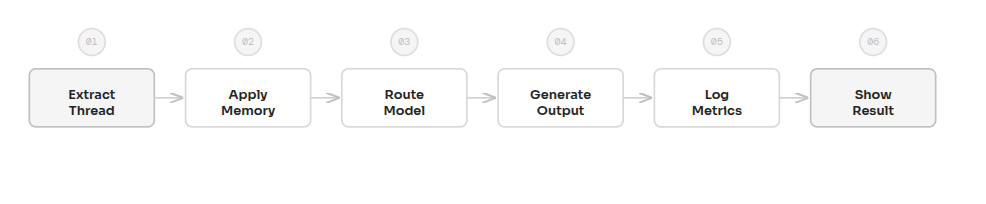 01
02
03
04
05
06
Extract
Thread
Apply
Memory
Route
Model
Generate
Output
Log
Metrics
Show
Result